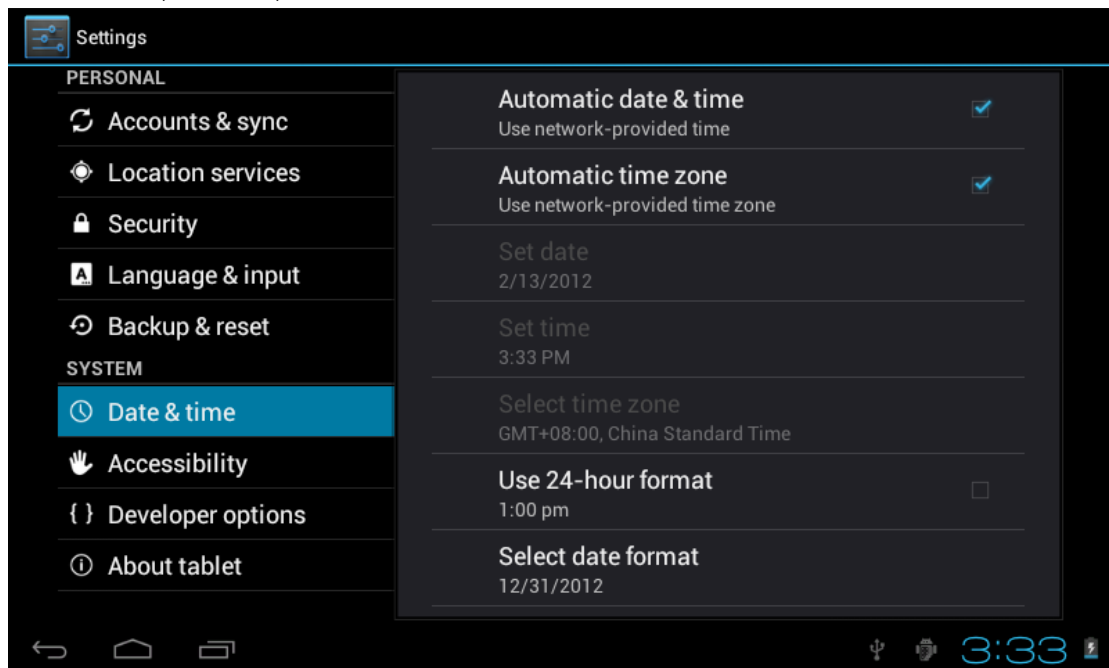 Settings
PERSONAL
Accounts & sync
Location services
Security
Language & input
Backup & reset
SYSTEM
Date & time
Accessibility
{ } Developer options
About tablet
Automatic date & time
Use network-provided time
Automatic time zone
Use network-provided time zone
Set date
2/13/2012
Set time
3:33 PM
Select time zone
GMT+08:00, China Standard Time
Use 24-hour format
1:00 pm
Select date format
12/31/2012
3:33